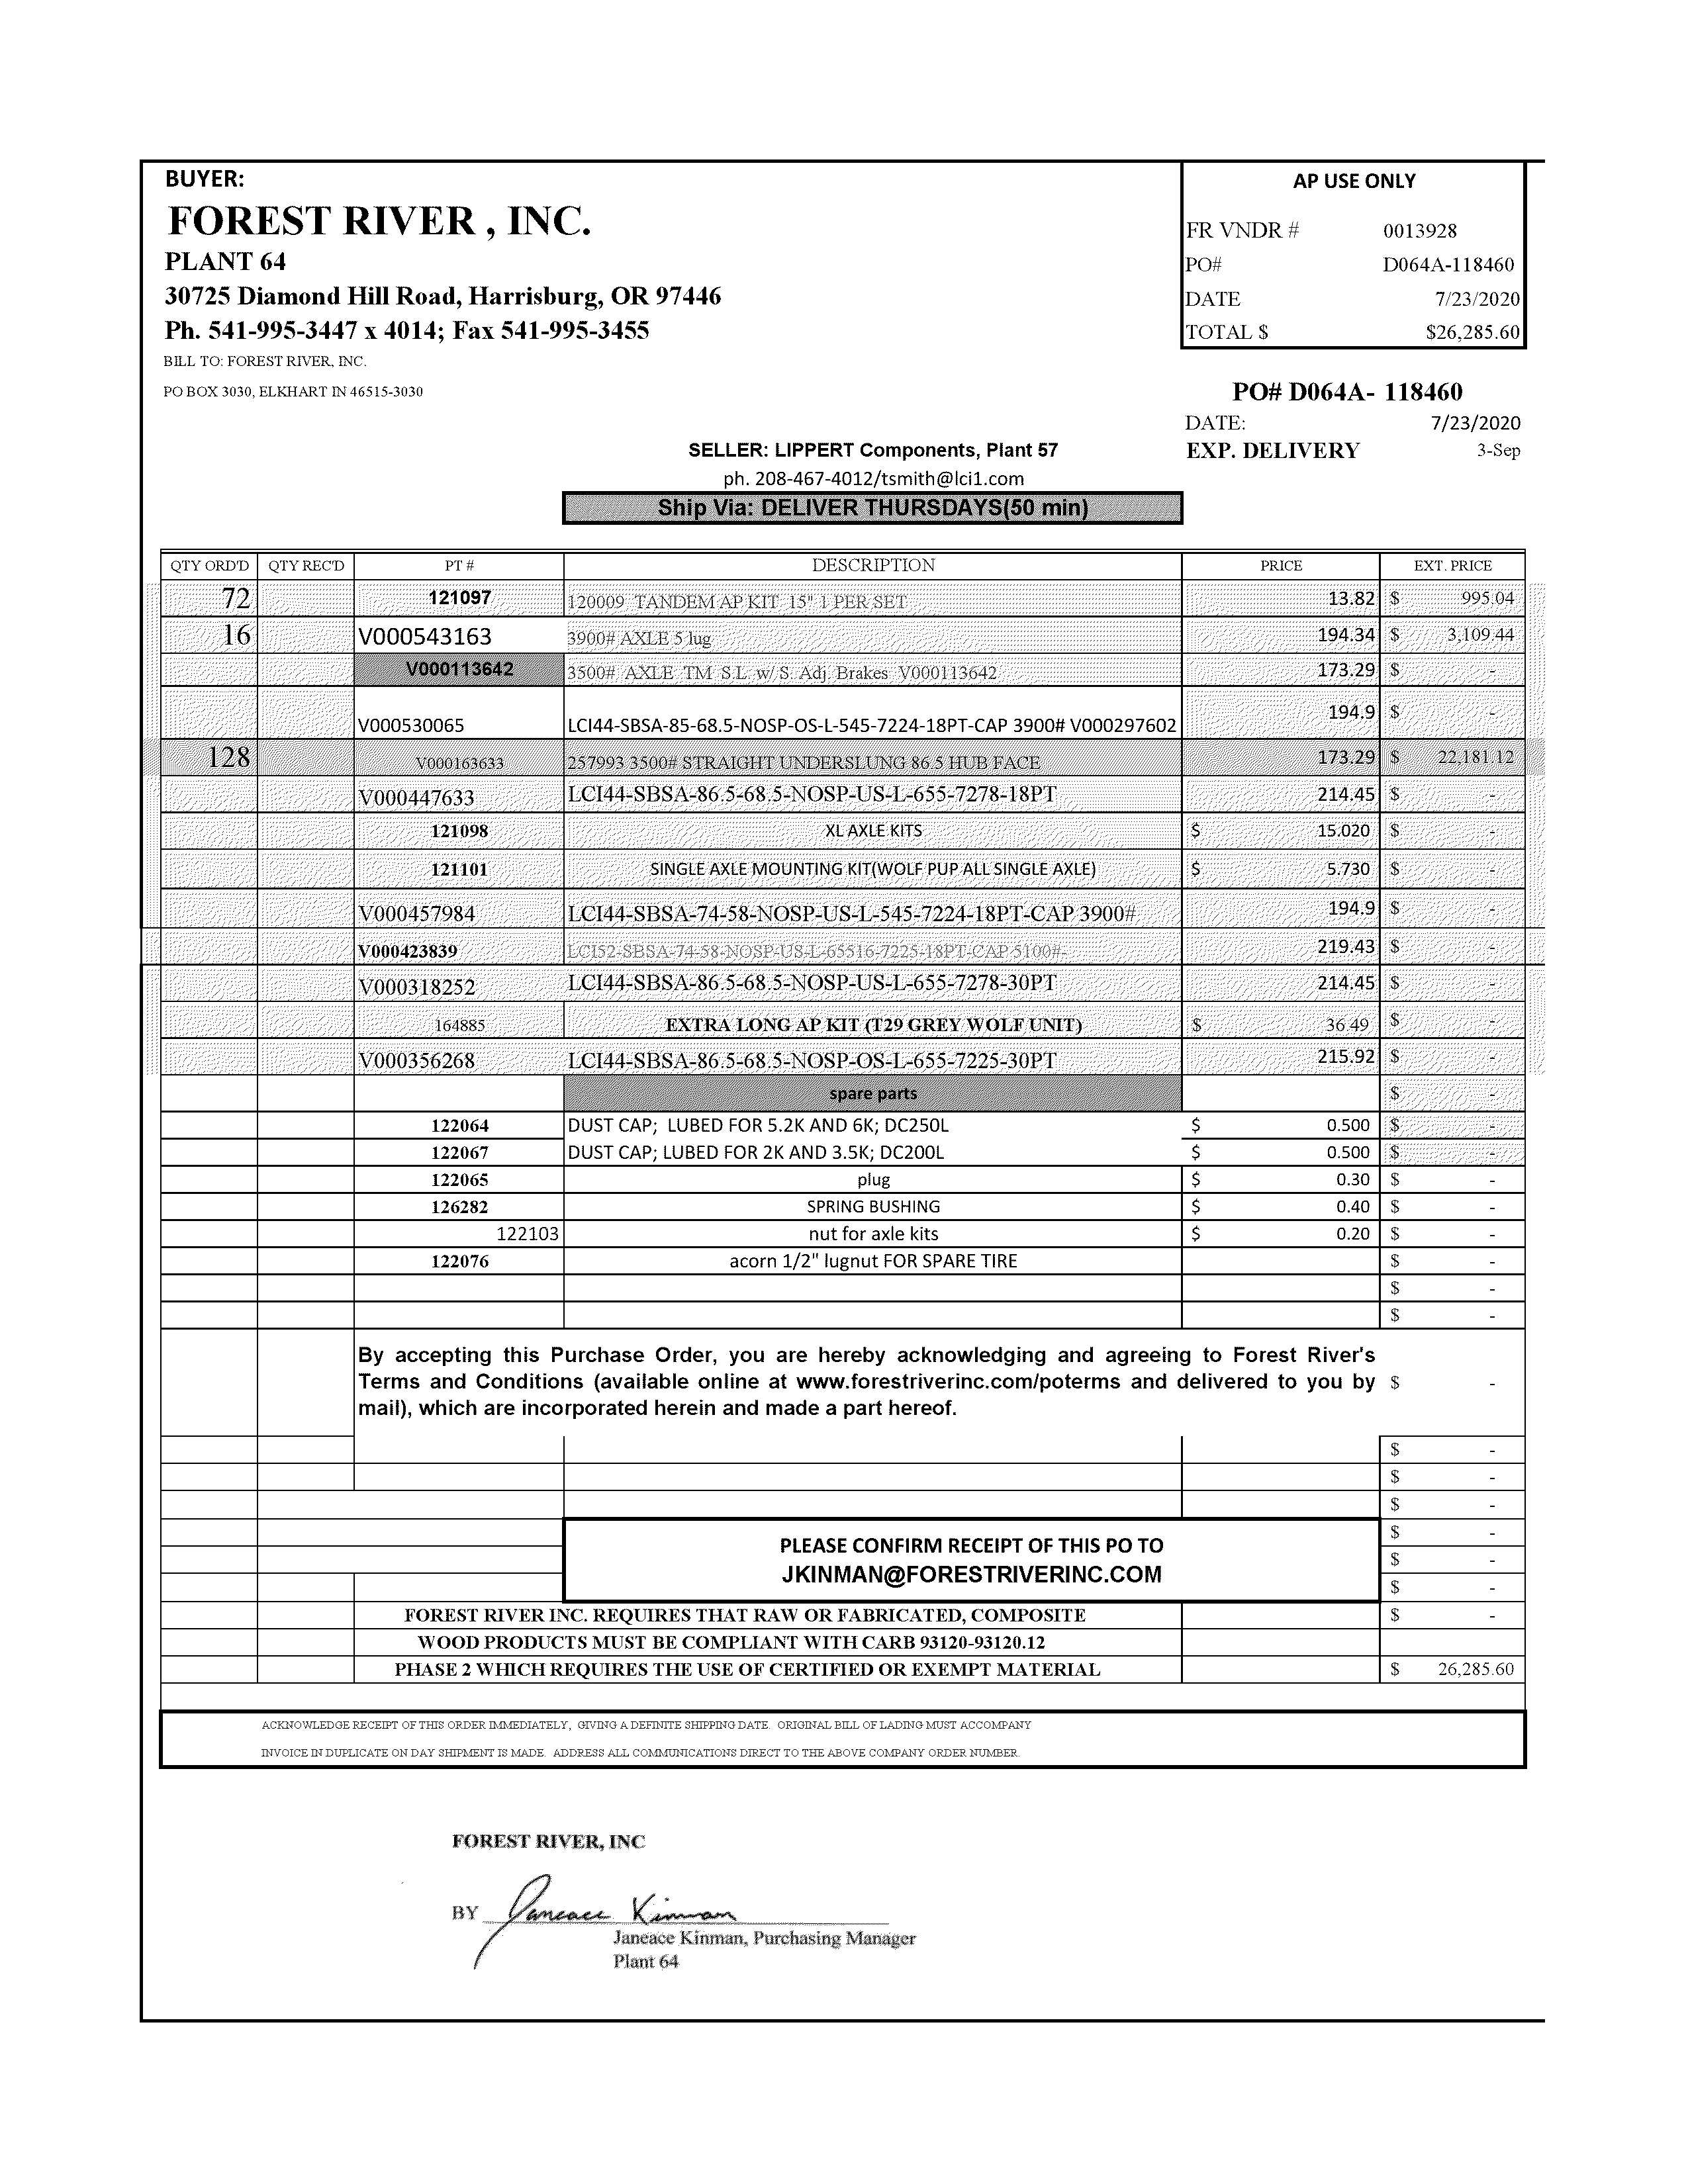 BUYER:
FOREST RIVER , INC.
PLANT 64
30725 Diamond Hill Road, Harrisburg, OR 97446
Ph. 541-995-3447 x 4014; Fax 541-995-3455
BILL TO: FOREST RIVER, INC.
PO BOX 3030, ELKHART IN 46515-3030
AP USE ONLY
FR VNDR # 0013928
PO# D064A-118460
DATE 7/23/2020
TOTAL $ $26,285.60
PO# D064A- 118460
DATE: 7/23/2020
SELLER: LIPPERT Components, Plant 57 EXP. DELIVERY 3-Sep
ph. 208-467-4012/tsmith@lci1.com
Ship Via: DELIVER THURSDAYS(50 min)
QTY ORD'D QTY REC'D PT # DESCRIPTION PRICE EXT. PRICE
72 121097 120009 TANDEM AP KIT 15" 1 PER SET 13.82 $ 995.04
16 V000543163 3900# AXLE 5 lug 194.34 $ 3,109.44
V000113642 3500# AXLE TM S.L. w/ S. Adj. Brakes V000113642 173.29 $ -
V000530065 LCI44-SBSA-85-68.5-NOSP-OS-L-545-7224-18PT-CAP 3900# V000297602 194.9 $ -
128 V000163633 257993 3500# STRAIGHT UNDERSLUNG 86.5 HUB FACE 173.29 $ 22,181.12
V000447633 LCI44-SBSA-86.5-68.5-NOSP-US-L-655-7278-18PT 214.45 $ -
121098 XL AXLE KITS $ 15.020 $ -
121101 SINGLE AXLE MOUNTING KIT(WOLF PUP ALL SINGLE AXLE) $ 5.730 $ -
V000457984 LCI44-SBSA-74-58-NOSP-US-L-545-7224-18PT-CAP 3900# 194.9 $ -
V000423839 LCI52-SBSA-74-58-NOSP-US-L-65516-7225-18PT-CAP 5100#- 219.43 $ -
V000318252 LCI44-SBSA-86.5-68.5-NOSP-US-L-655-7278-30PT 214.45 $ -
164885 EXTRA LONG AP KIT (T29 GREY WOLF UNIT) $ 36.49 $ -
V000356268 LCI44-SBSA-86.5-68.5-NOSP-OS-L-655-7225-30PT 215.92 $ -
spare parts $ -
122064 DUST CAP; LUBED FOR 5.2K AND 6K; DC250L $ 0.500 $ -
122067 DUST CAP; LUBED FOR 2K AND 3.5K; DC200L $ 0.500 $ -
122065 plug $ 0.30 $ -
126282 SPRING BUSHING $ 0.40 $ -
122103 nut for axle kits $ 0.20 $ -
122076 acorn 1/2" lugnut FOR SPARE TIRE $ -
$ -
$ -
By accepting this Purchase Order, you are hereby acknowledging and agreeing to Forest River's
Terms and Conditions (available online at www.forestriverinc.com/poterms and delivered to you by $ -
mail), which are incorporated herein and made a part hereof.
$ -
$ -
$ -
$ -
PLEASE CONFIRM RECEIPT OF THIS PO TO
$ -
JKINMAN@FORESTRIVERINC.COM
$ -
FOREST RIVER INC. REQUIRES THAT RAW OR FABRICATED, COMPOSITE $ -
WOOD PRODUCTS MUST BE COMPLIANT WITH CARB 93120-93120.12
PHASE 2 WHICH REQUIRES THE USE OF CERTIFIED OR EXEMPT MATERIAL $ 26,285.60
ACKNOWLEDGE RECEIPT OF THIS ORDER IMMEDIATELY, GIVING A DEFINITE SHIPPING DATE. ORIGINAL BILL OF LADING MUST ACCOMPANY
INVOICE IN DUPLICATE ON DAY SHIPMENT IS MADE. ADDRESS ALL COMMUNICATIONS DIRECT TO THE ABOVE COMPANY ORDER NUMBER.
FOREST RIVER, INC
BY Janeace Kinman
Janeace Kinman, Purchasing Manager
Plant 64